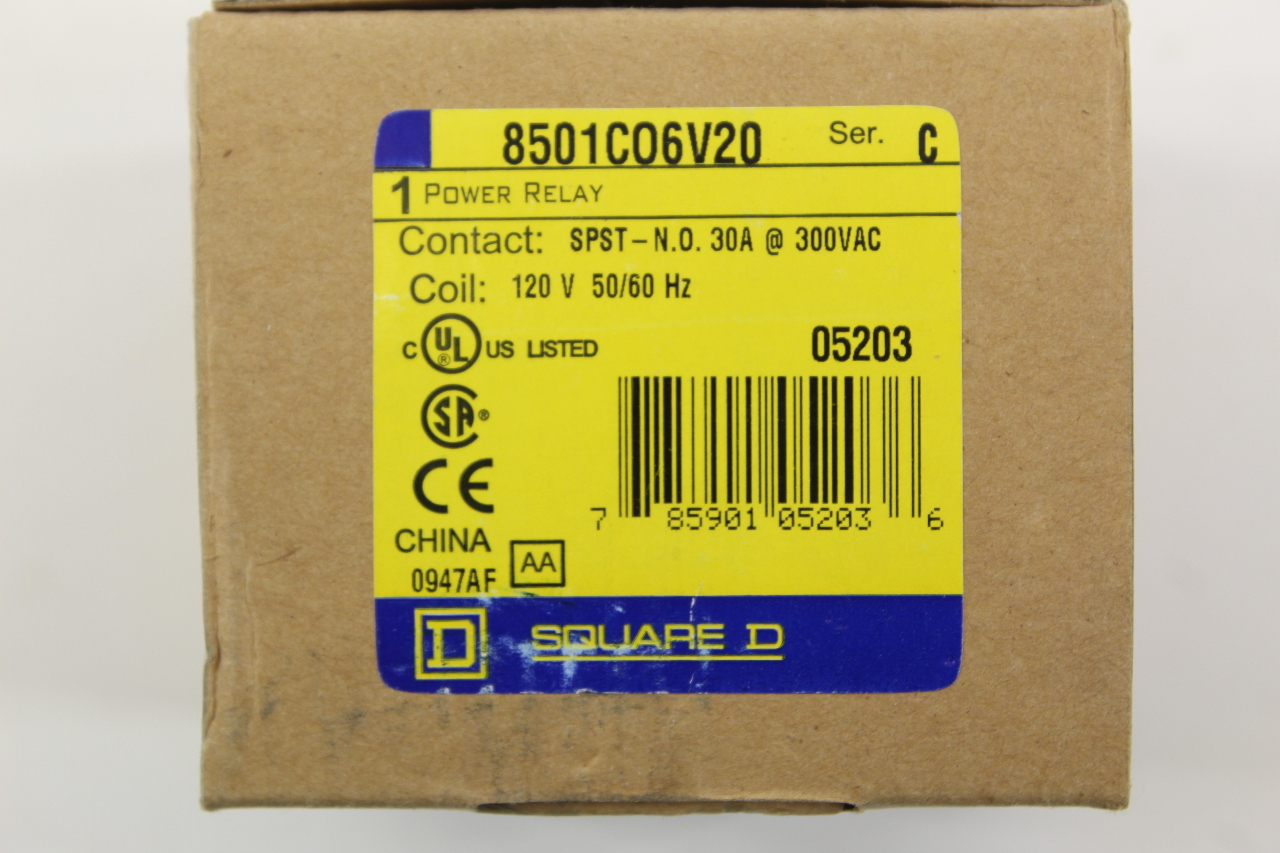 8501CO6V20 Ser. C
1 POWER RELAY
Contact: SPST-N.O. 30A @ 300VAC
Coil: 120 V 50/60 Hz
C UL ® US LISTED
05203
SA ®
CE
7 85901 05203 6
CHINA
0947AF AA
D SQUARE D